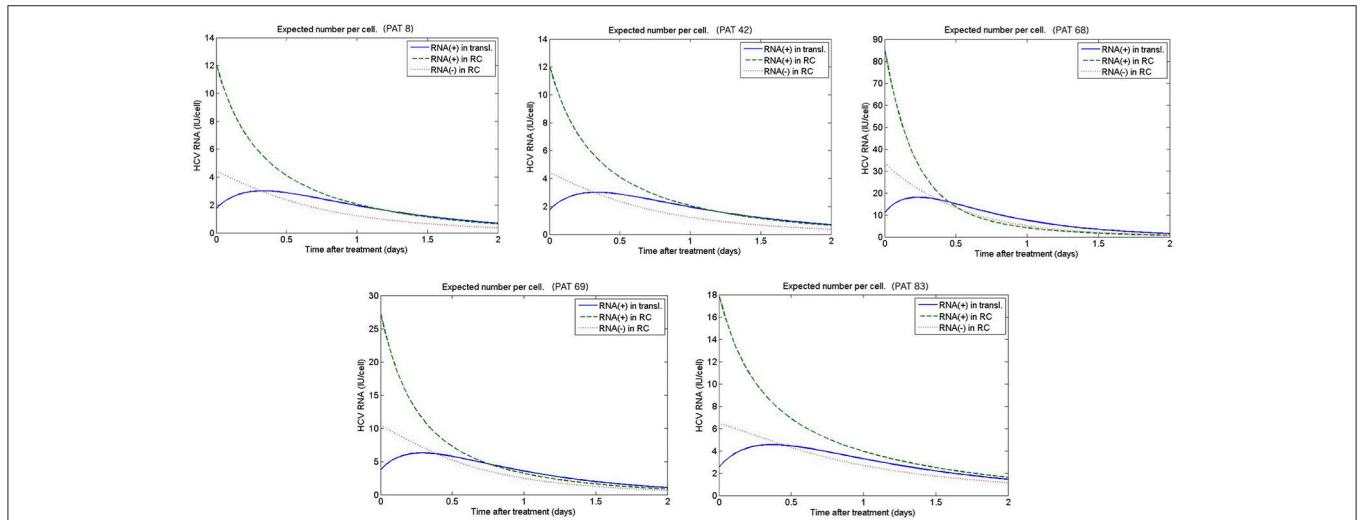 Expected number per cell. (PAT 8)
HCV RNA (IU/cell)
14
12
10
8
6
4
2
0
RNA(+) in transl.
RNA(+) in RC
RNA(-) in RC
0 0.5 1 1.5 2
Time after treatment (days)
Expected number per cell. (PAT 42)
HCV RNA (IU/cell)
14
12
10
8
6
4
2
0
RNA(+) in transl.
RNA(+) in RC
RNA(-) in RC
0 0.5 1 1.5 2
Time after treatment (days)
Expected number per cell. (PAT 68)
HCV RNA (IU/cell)
90
80
70
60
50
40
30
20
10
0
RNA(+) in transl.
RNA(+) in RC
RNA(-) in RC
0 0.5 1 1.5 2
Time after treatment (days)
Expected number per cell. (PAT 69)
HCV RNA (IU/cell)
30
25
20
15
10
5
0
RNA(+) in transl.
RNA(+) in RC
RNA(-) in RC
0 0.5 1 1.5 2
Time after treatment (days)
Expected number per cell. (PAT 83)
HCV RNA (IU/cell)
18
16
14
12
10
8
6
4
2
0
RNA(+) in transl.
RNA(+) in RC
RNA(-) in RC
0 0.5 1 1.5 2
Time after treatment (days)